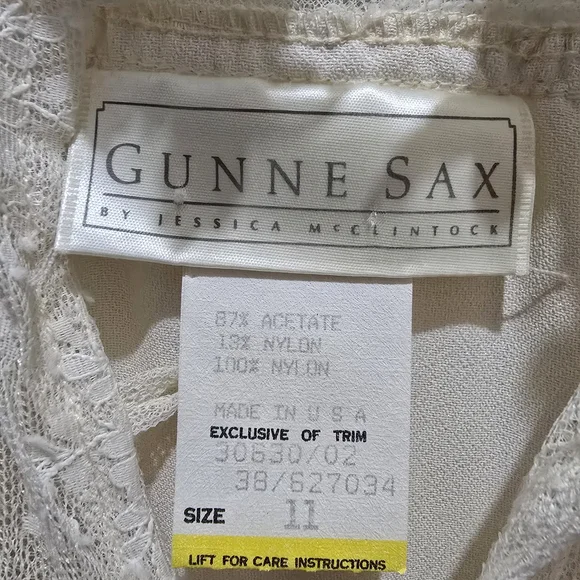 GUNNE SAX
BY JESSICA McCLINTOCK
87% ACETATE
13% NYLON
100% NYLON
MADE IN U S A
EXCLUSIVE OF TRIM
30630/02
38/627034
SIZE 11
LIFT FOR CARE INSTRUCTIONS